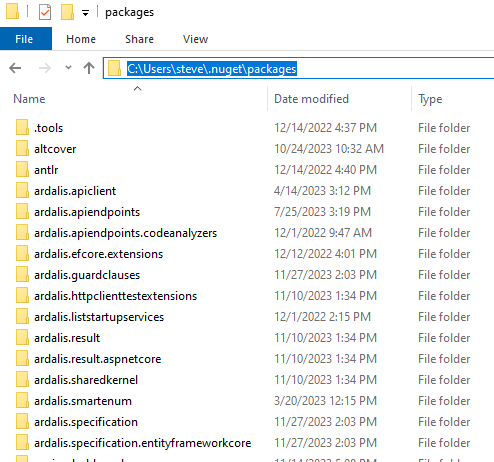 packages
File Home Share View
C:\Users\steve\.nuget\packages
Name Date modified Type
.tools 12/14/2022 4:37 PM File folder
altcover 10/24/2023 10:32 AM File folder
antlr 12/14/2022 4:40 PM File folder
ardalis.apiclient 4/14/2023 3:12 PM File folder
ardalis.apiendpoints 7/25/2023 3:19 PM File folder
ardalis.apiendpoints.codeanalyzers 12/1/2022 9:47 AM File folder
ardalis.efcore.extensions 12/12/2022 4:01 PM File folder
ardalis.guardclauses 11/27/2023 2:03 PM File folder
ardalis.httpclienttestextensions 11/10/2023 1:34 PM File folder
ardalis.liststartupservices 12/1/2022 2:15 PM File folder
ardalis.result 11/10/2023 1:34 PM File folder
ardalis.result.aspnetcore 11/10/2023 1:34 PM File folder
ardalis.sharedkernel 11/10/2023 1:34 PM File folder
ardalis.smartenum 3/20/2023 12:15 PM File folder
ardalis.specification 11/27/2023 2:03 PM File folder
ardalis.specification.entityframeworkcore 11/27/2023 2:03 PM File folder